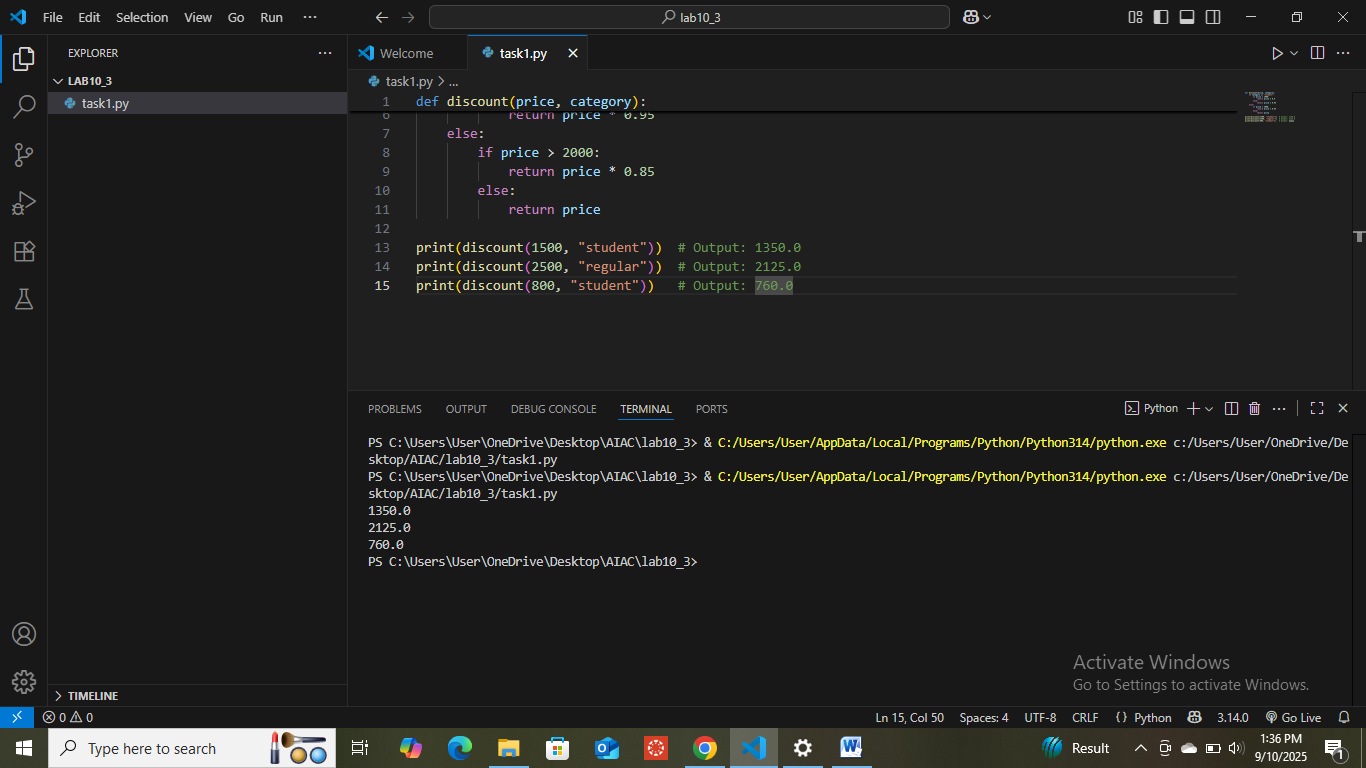 File Edit Selection View Go Run ···
lab10_3
EXPLORER ···
LAB10_3
task1.py
TIMELINE
Welcome
task1.py
task1.py > ...
1 def discount(price, category):
6 return price * 0.95
7 else:
8 if price > 2000:
9 return price * 0.85
10 else:
11 return price
12
13 print(discount(1500, "student")) # Output: 1350.0
14 print(discount(2500, "regular")) # Output: 2125.0
15 print(discount(800, "student")) # Output: 760.0
PROBLEMS OUTPUT DEBUG CONSOLE TERMINAL PORTS
Python
PS C:\Users\User\OneDrive\Desktop\AIAC\lab10_3> & C:/Users/User/AppData/Local/Programs/Python/Python314/python.exe c:/Users/User/OneDrive/De
sktop/AIAC/lab10_3/task1.py
PS C:\Users\User\OneDrive\Desktop\AIAC\lab10_3> & C:/Users/User/AppData/Local/Programs/Python/Python314/python.exe c:/Users/User/OneDrive/De
sktop/AIAC/lab10_3/task1.py
1350.0
2125.0
760.0
PS C:\Users\User\OneDrive\Desktop\AIAC\lab10_3>
Activate Windows
Go to Settings to activate Windows.
0 0
Ln 15, Col 50 Spaces: 4 UTF-8 CRLF {} Python 3.14.0 Go Live
Type here to search
Result
1:36 PM
9/10/2025
1